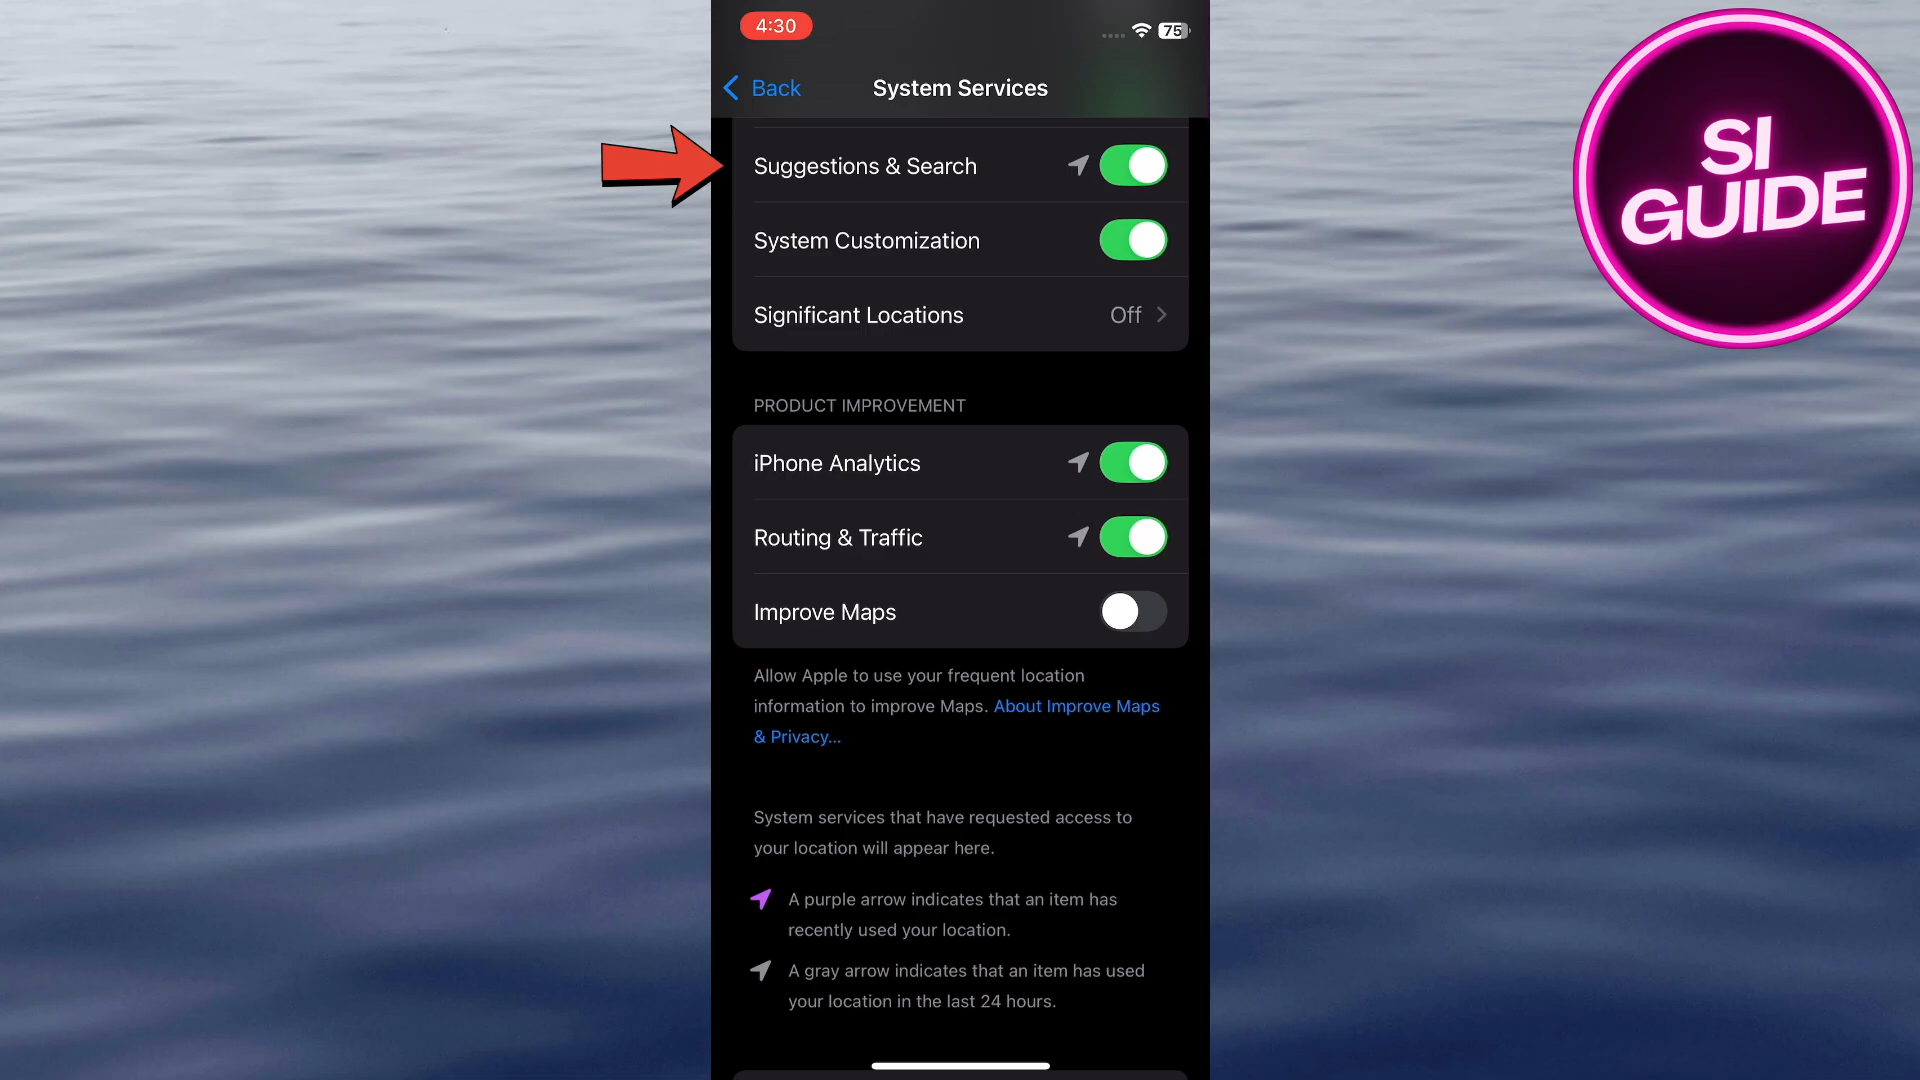 4:30
75
Back
System Services
Suggestions & Search
System Customization
Significant Locations
Off
PRODUCT IMPROVEMENT
iPhone Analytics
Routing & Traffic
Improve Maps
Allow Apple to use your frequent location
information to improve Maps. About Improve Maps
& Privacy...
System services that have requested access to
your location will appear here.
A purple arrow indicates that an item has
recently used your location.
A gray arrow indicates that an item has used
your location in the last 24 hours.
SI
GUIDE